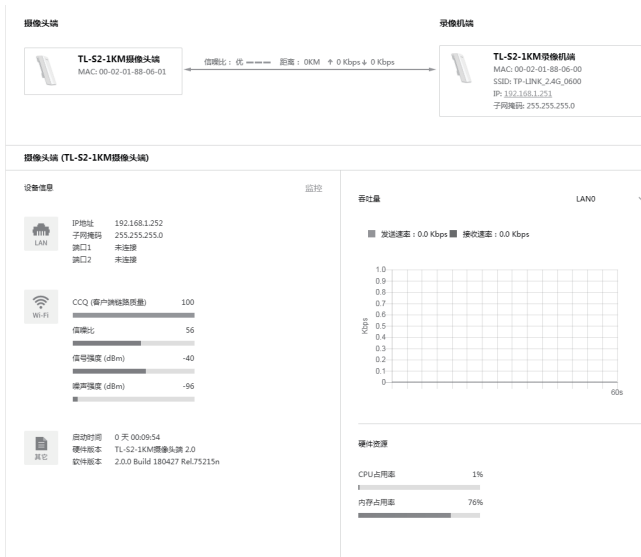 摄像头端
录像机端
TL-S2-1KM摄像头端
MAC: 00-02-01-88-06-01
信噪比：优 距离：0KM ↑ 0 Kbps↓ 0 Kbps
TL-S2-1KM录像机端
MAC: 00-02-01-88-06-00
SSID: TP-LINK_2.4G_0600
IP: 192.168.1.251
子网掩码: 255.255.255.0
摄像头端 (TL-S2-1KM摄像头端)
设备信息
监控
LAN
IP地址 192.168.1.252
子网掩码 255.255.255.0
端口1 未连接
端口2 未连接
Wi-Fi
CCQ (客户端链路质量) 100
信噪比 56
信号强度 (dBm) -40
噪声强度 (dBm) -96
其它
启动时间 0 天 00:09:54
硬件版本 TL-S2-1KM摄像头端 2.0
软件版本 2.0.0 Build 180427 Rel.75215n
吞吐量
LAN0
发送速率：0.0 Kbps 接收速率：0.0 Kbps
Kbps
1.0
0.9
0.8
0.7
0.6
0.5
0.4
0.3
0.2
0.1
0
60s
硬件资源
CPU占用率 1%
内存占用率 76%